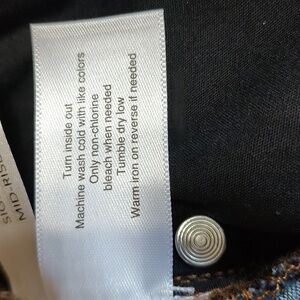 Turn inside out
Machine wash cold with like colors
Only non-chlorine
bleach when needed
Tumble dry low
Warm iron on reverse if needed
MID-RISE